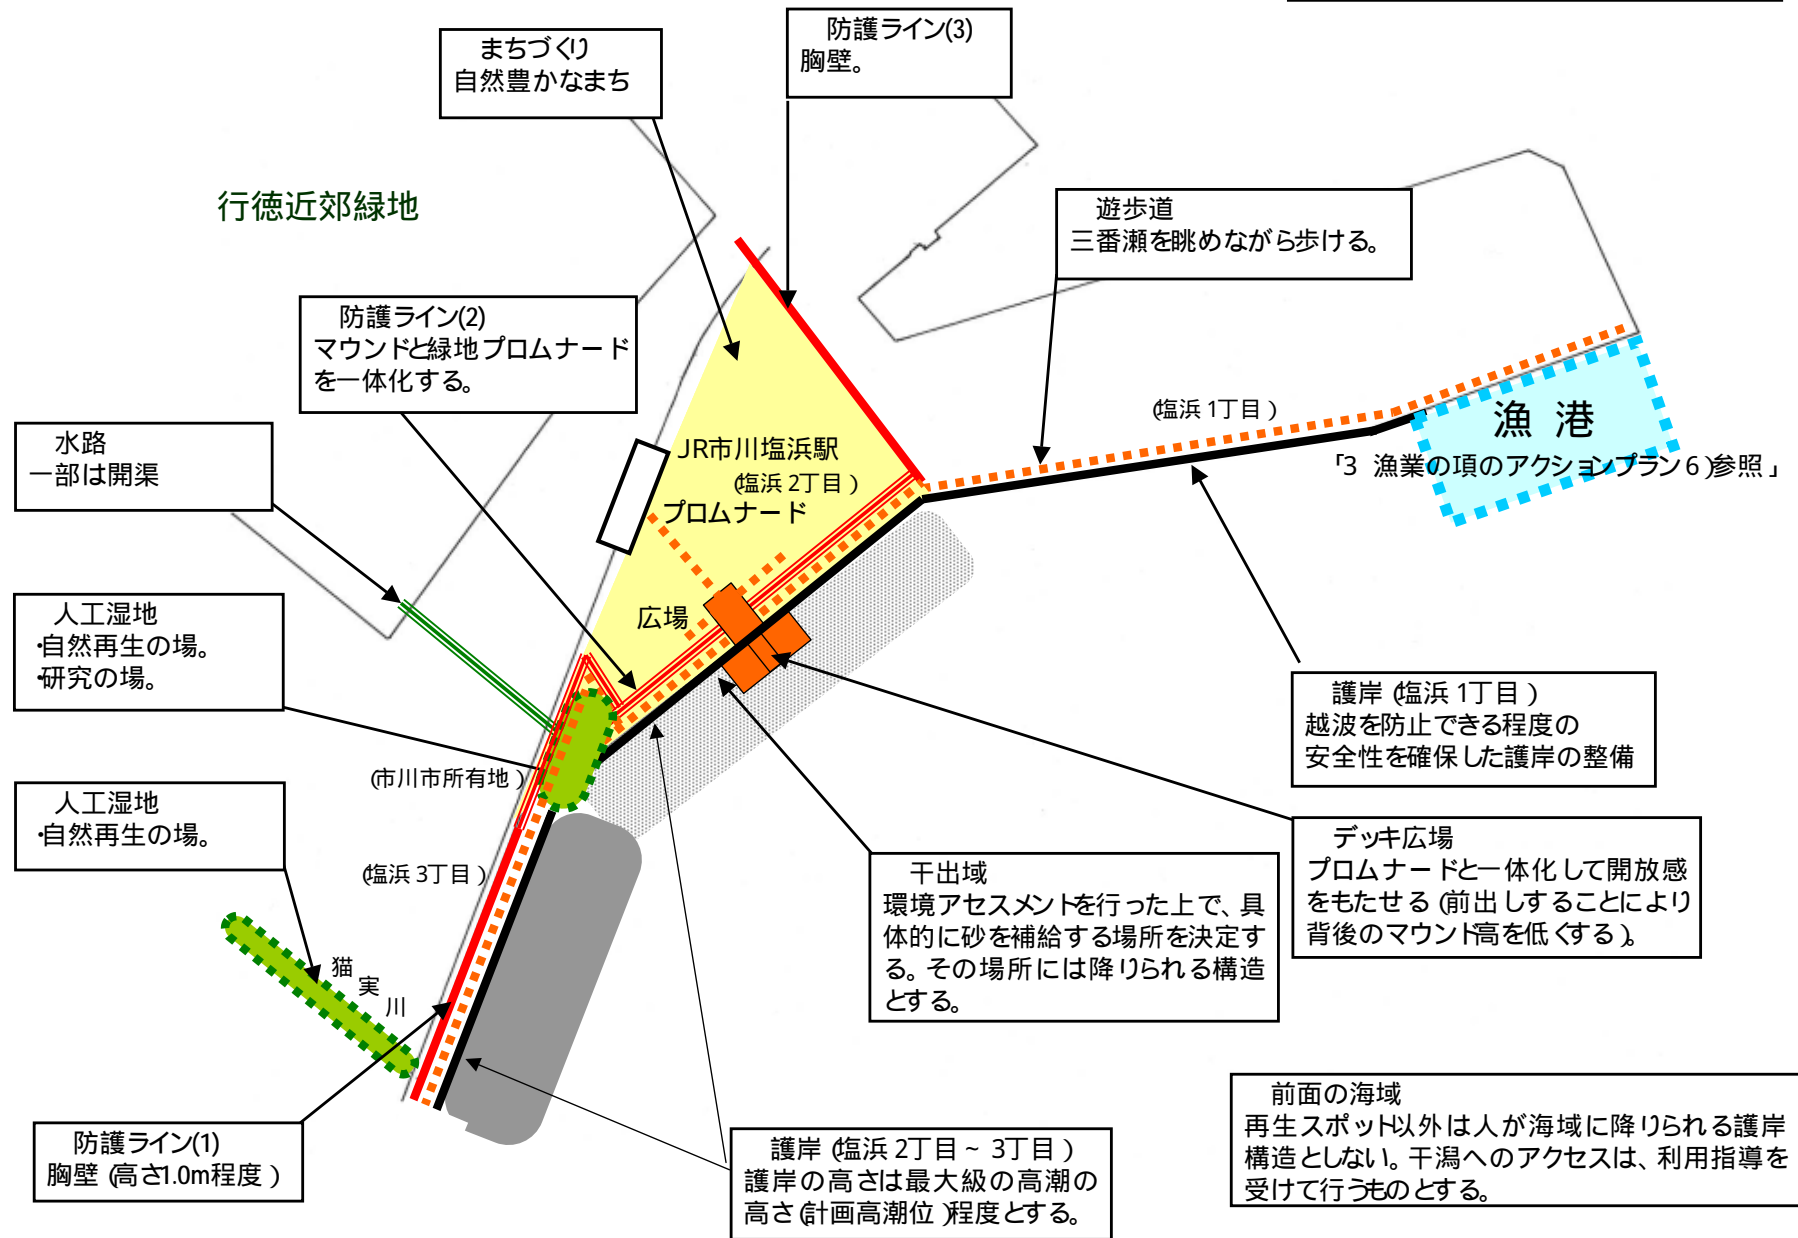 まちづくり
自然豊かなまち
防護ライン(3)
胸壁。
行徳近郊緑地
遊歩道
三番瀬を眺めながら歩ける。
防護ライン(2)
マウンドと緑地プロムナード
を一体化する。
(塩浜1丁目)
漁 港
「3 漁業の項のアクションプラン6)参照」
水路
一部は開渠
JR市川塩浜駅
(塩浜2丁目)
プロムナード
人工湿地
・自然再生の場。
・研究の場。
広場
護岸(塩浜1丁目)
越波を防止できる程度の
安全性を確保した護岸の整備
(市川市所有地)
人工湿地
・自然再生の場。
(塩浜3丁目)
デッキ広場
プロムナードと一体化して開放感
をもたせる(前出しすることにより
背後のマウンド高を低くする)。
干出域
環境アセスメントを行った上で、具
体的に砂を補給する場所を決定す
る。その場所には降りられる構造
とする。
猫
実
川
前面の海域
再生スポット以外は人が海域に降りられる護岸
構造としない。干潟へのアクセスは、利用指導を
受けて行うものとする。
防護ライン(1)
胸壁(高さ1.0m程度)
護岸(塩浜2丁目~3丁目)
護岸の高さは最大級の高潮の
高さ(計画高潮位)程度とする。